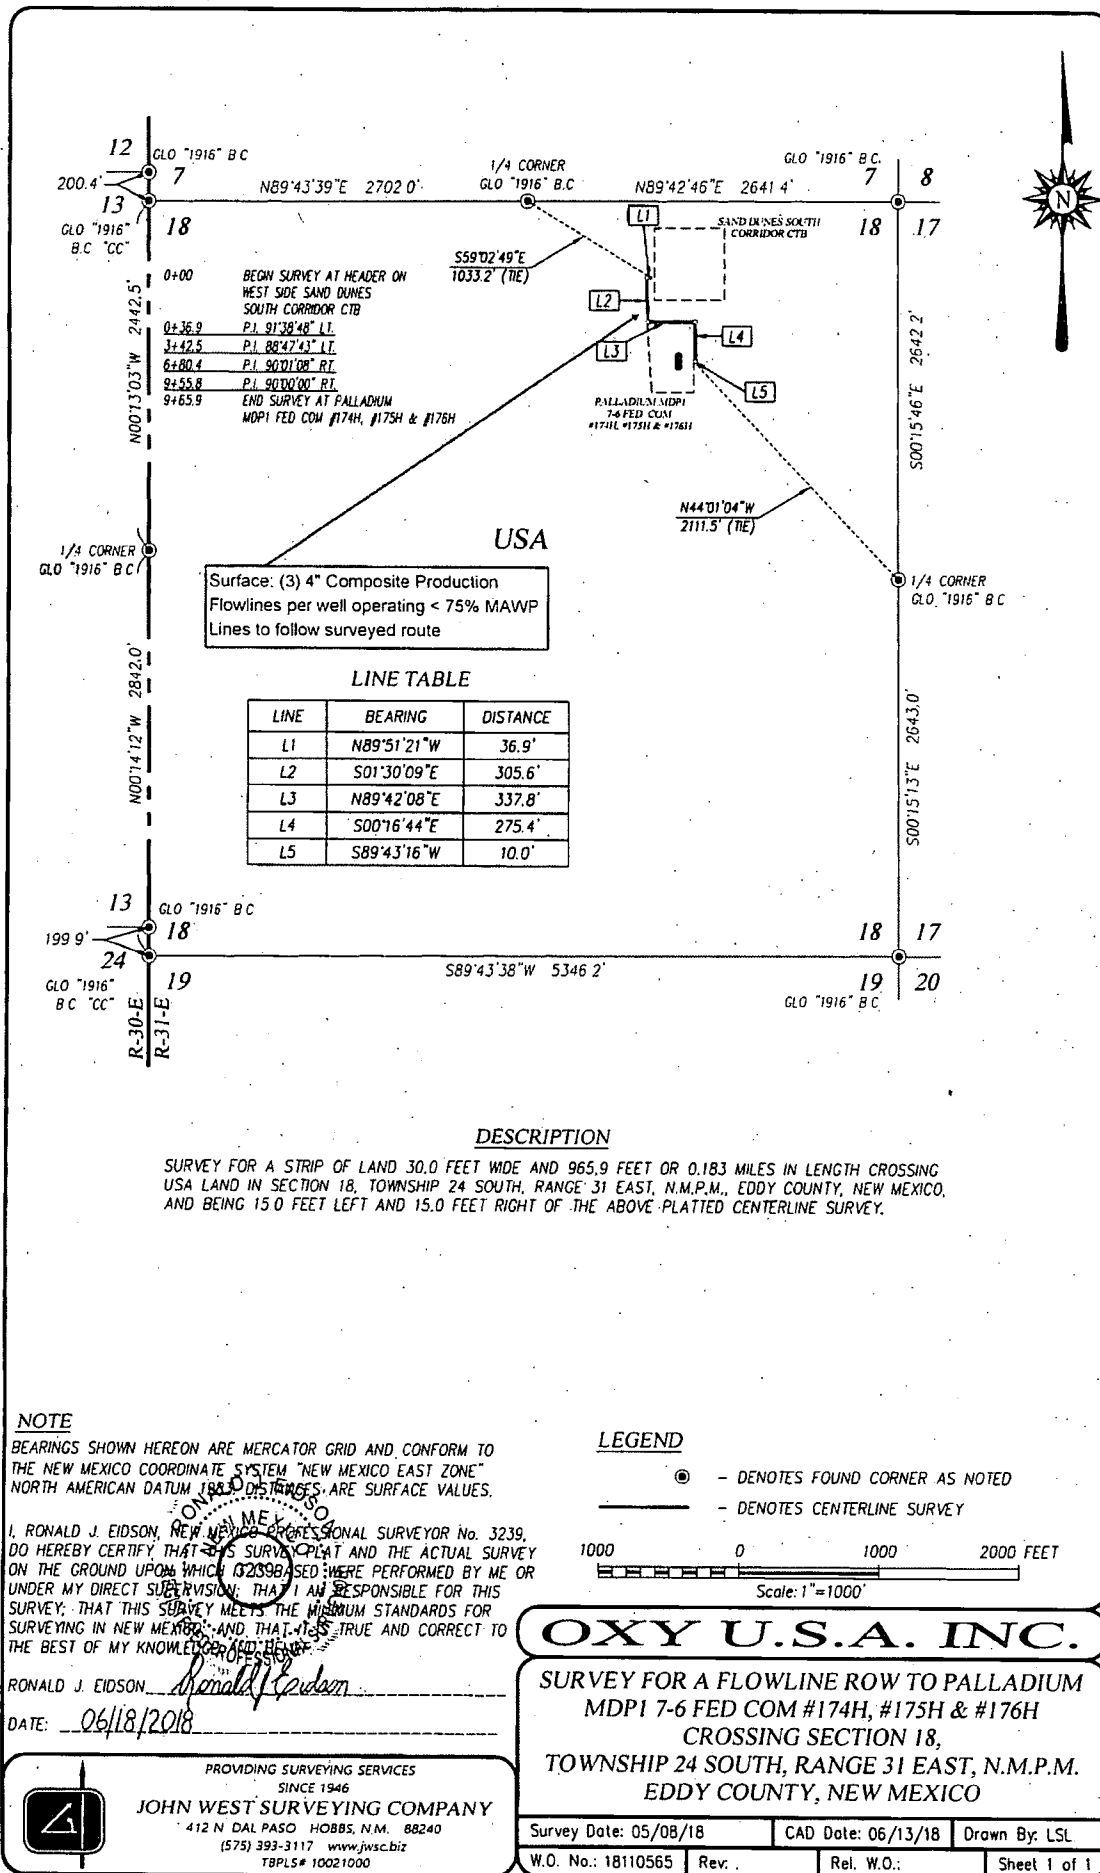 12
GLO "1916" B C
7
200.4'
13
18
GLO "1916"
B.C "CC"
N89°43'39"E 2702 0'
1/4 CORNER
GLO "1916" B.C
N89°42'46"E 2641 4'
GLO "1916" B C.
7 8
18 17
N
L1
SAND DUNES SOUTH
CORRIDOR CTB
S59°02'49"E
1033.2' (TIE)
L2
L3
L4
L5
0+00 BEGIN SURVEY AT HEADER ON
WEST SIDE SAND DUNES
SOUTH CORRIDOR CTB
0+36.9 P.I. 91°38'48" LT.
3+42.5 P.I. 88°47'43" LT.
6+80.4 P.I. 90°01'08" RT.
9+55.8 P.I. 90°00'00" RT.
9+65.9 END SURVEY AT PALLADIUM
MDP1 FED COM #174H, #175H & #176H
PALLADIUM MDP1
7-6 FED COM
#174H, #175H & #176H
N00°13'03"W 2442.5'
S00°15'46"E 2642 2'
N44°01'04"W
2111.5' (TIE)
USA
1/4 CORNER
GLO "1916" B C
1/4 CORNER
GLO "1916" B C
Surface: (3) 4" Composite Production
Flowlines per well operating < 75% MAWP
Lines to follow surveyed route
LINE TABLE
LINE BEARING DISTANCE
L1 N89°51'21"W 36.9'
L2 S01°30'09"E 305.6'
L3 N89°42'08"E 337.8'
L4 S00°16'44"E 275.4'
L5 S89°43'16"W 10.0'
N00°14'12"W 2842.0'
S00°15'13"E 2643.0'
13
GLO "1916" B C
18
199 9'
24
19
GLO "1916"
B C "CC"
S89°43'38"W 5346 2'
18 17
19 20
GLO "1916" B C
R-30-E
R-31-E
DESCRIPTION
SURVEY FOR A STRIP OF LAND 30.0 FEET WIDE AND 965.9 FEET OR 0.183 MILES IN LENGTH CROSSING
USA LAND IN SECTION 18, TOWNSHIP 24 SOUTH, RANGE 31 EAST, N.M.P.M., EDDY COUNTY, NEW MEXICO,
AND BEING 15.0 FEET LEFT AND 15.0 FEET RIGHT OF THE ABOVE PLATTED CENTERLINE SURVEY.
NOTE
BEARINGS SHOWN HEREON ARE MERCATOR GRID AND CONFORM TO
THE NEW MEXICO COORDINATE SYSTEM "NEW MEXICO EAST ZONE"
NORTH AMERICAN DATUM 1983. DISTANCES ARE SURFACE VALUES.
I, RONALD J. EIDSON, NEW MEXICO PROFESSIONAL SURVEYOR No. 3239,
DO HEREBY CERTIFY THAT THIS SURVEY PLAT AND THE ACTUAL SURVEY
ON THE GROUND UPON WHICH BASED WERE PERFORMED BY ME OR
UNDER MY DIRECT SUPERVISION; THAT I AM RESPONSIBLE FOR THIS
SURVEY; THAT THIS SURVEY MEETS THE MINIMUM STANDARDS FOR
SURVEYING IN NEW MEXICO; AND THAT IT IS TRUE AND CORRECT TO
THE BEST OF MY KNOWLEDGE AND BELIEF.
RONALD J. EIDSON
NEW MEXICO
3239
RONALD J. EIDSON Ronald J Eidson
DATE: 06/18/2018
LEGEND
- DENOTES FOUND CORNER AS NOTED
- DENOTES CENTERLINE SURVEY
1000 0 1000 2000 FEET
Scale: 1"=1000'
PROVIDING SURVEYING SERVICES
SINCE 1946
JOHN WEST SURVEYING COMPANY
412 N DAL PASO HOBBS, N.M. 88240
(575) 393-3117 www.jwsc.biz
TBPLS# 10021000
OXY U.S.A. INC.
SURVEY FOR A FLOWLINE ROW TO PALLADIUM
MDP1 7-6 FED COM #174H, #175H & #176H
CROSSING SECTION 18,
TOWNSHIP 24 SOUTH, RANGE 31 EAST, N.M.P.M.
EDDY COUNTY, NEW MEXICO
Survey Date: 05/08/18 CAD Date: 06/13/18 Drawn By: LSL
W.O. No.: 18110565 Rev: . Rel. W.O.: Sheet 1 of 1